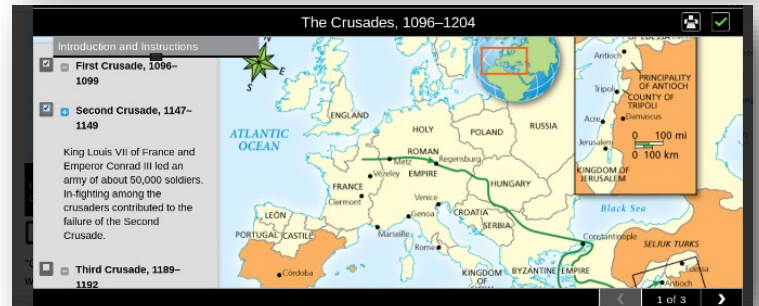 The Crusades, 1096–1204
Introduction and Instructions
First Crusade, 1096–
1099
Second Crusade, 1147–
1149
King Louis VII of France and
Emperor Conrad III led an
army of about 50,000 soldiers.
In-fighting among the
crusaders contributed to the
failure of the Second
Crusade.
Third Crusade, 1189–
1192
N
E
S
ATLANTIC
OCEAN
ENGLAND
HOLY
ROMAN
EMPIRE
POLAND
RUSSIA
Metz
Regensburg
Vézeley
FRANCE
Clermont
HUNGARY
Venice
Genoa
CROATIA
SERBIA
LEÓN
PORTUGAL
CASTILE
Marseille
Rome
Córdoba
KINGDOM
BYZANTINE EMPIRE
Constantinople
Black Sea
SELJUK TURKS
Edessa
Antioch
OF EDESSA
Antioch
PRINCIPALITY
OF ANTIOCH
COUNTY OF
TRIPOLI
Tripoli
Damascus
Acre
Jerusalem
0 100 mi
0 100 km
KINGDOM OF
JERUSALEM
1 of 3